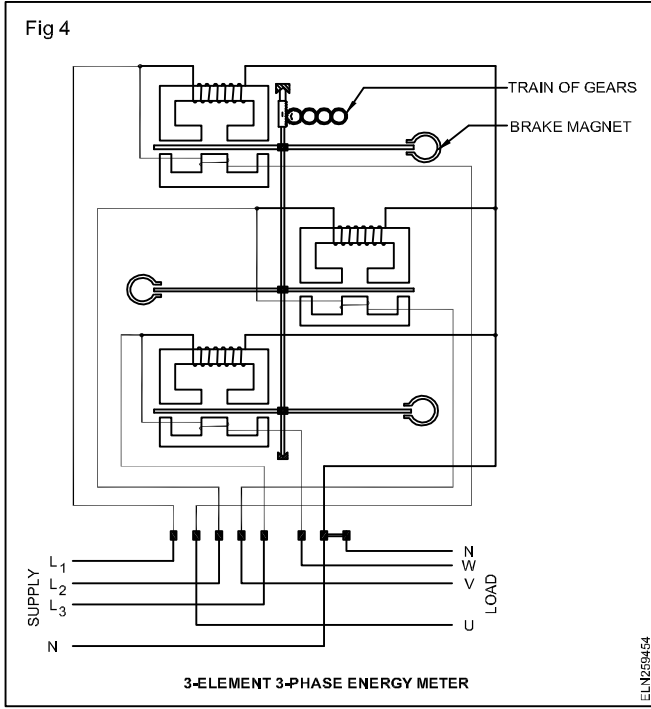 Fig 4
TRAIN OF GEARS
BRAKE MAGNET
SUPPLY
L1
L2
L3
N
N
W
V
U
LOAD
3-ELEMENT 3-PHASE ENERGY METER
ELN259454